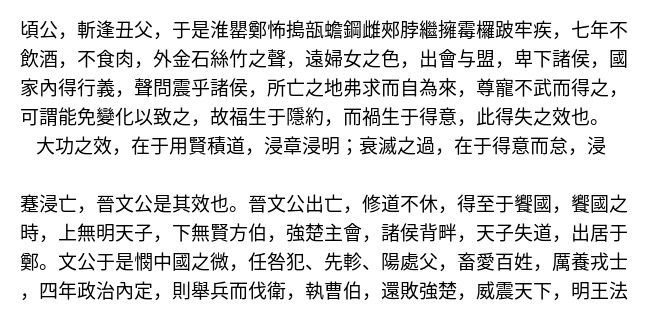 頃公，斬逢丑父，于是淮罌鄭怖搗瓿蟾鋼雌郟脖繼擁霉欏跛牢疾，七年不
飲酒，不食肉，外金石絲竹之聲，遠婦女之色，出會与盟，卑下諸侯，國
家內得行義，聲問震乎諸侯，所亡之地弗求而自為來，尊寵不武而得之，
可謂能免變化以致之，故福生于隱約，而禍生于得意，此得失之效也。
大功之效，在于用賢積道，浸章浸明；衰滅之過，在于得意而怠，浸
蹇浸亡，晉文公是其效也。晉文公出亡，修道不休，得至于饗國，饗國之
時，上無明天子，下無賢方伯，強楚主會，諸侯背畔，天子失道，出居于
鄭。文公于是憫中國之微，任咎犯、先軫、陽處父，畜愛百姓，厲養戎士
，四年政治內定，則舉兵而伐衛，執曹伯，還敗強楚，威震天下，明王法